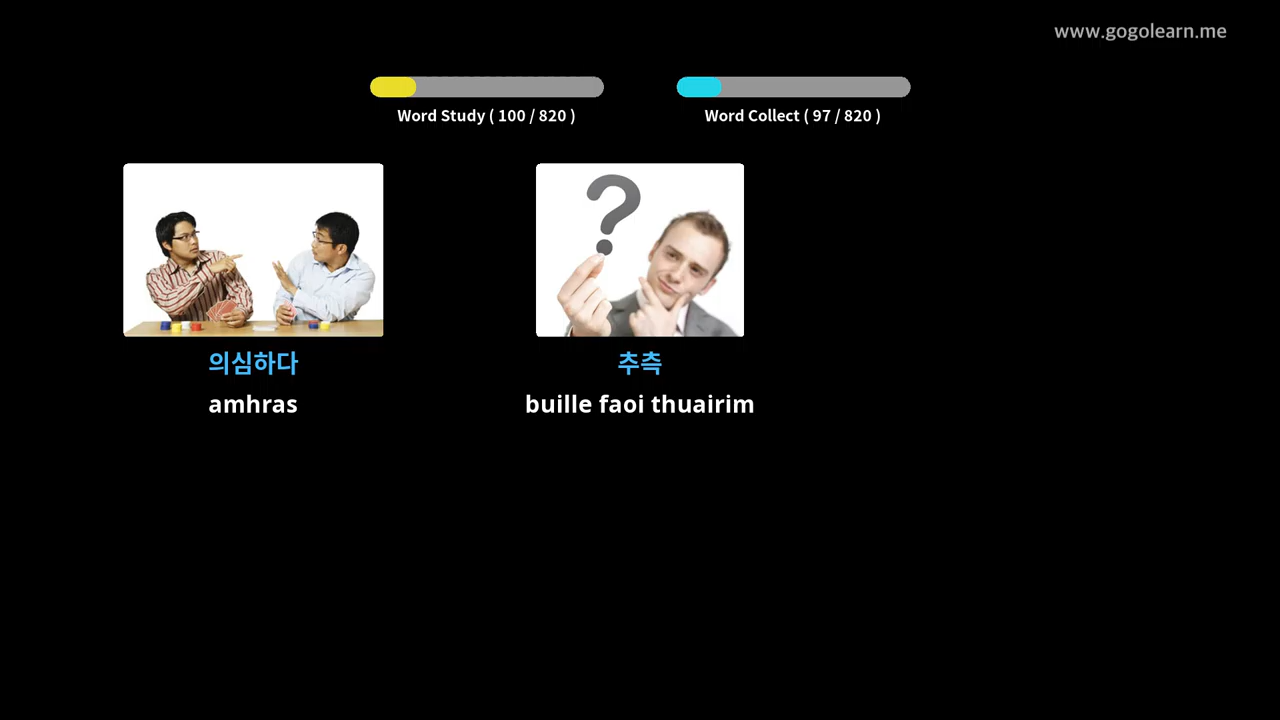 www.gogolearn.me
Word Study ( 100 / 820 )
Word Collect ( 97 / 820 )
의심하다
amhras
추측
buille faoi thuairim